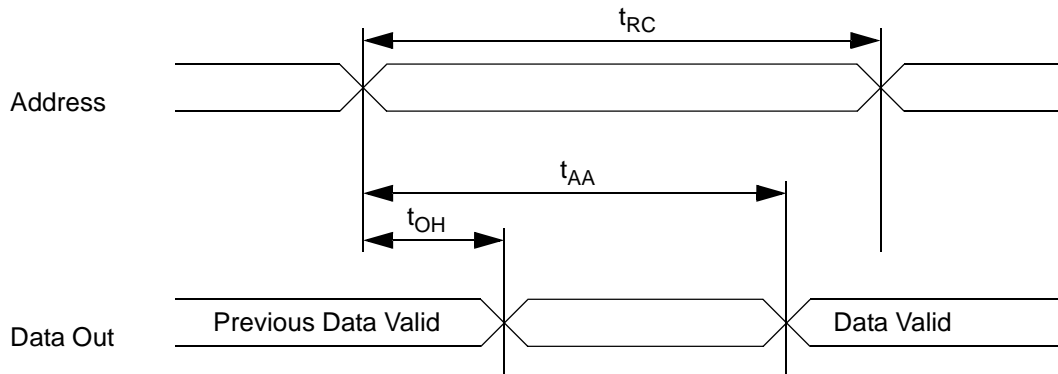 tRC
Address
tAA
tOH
Previous Data Valid
Data Valid
Data Out